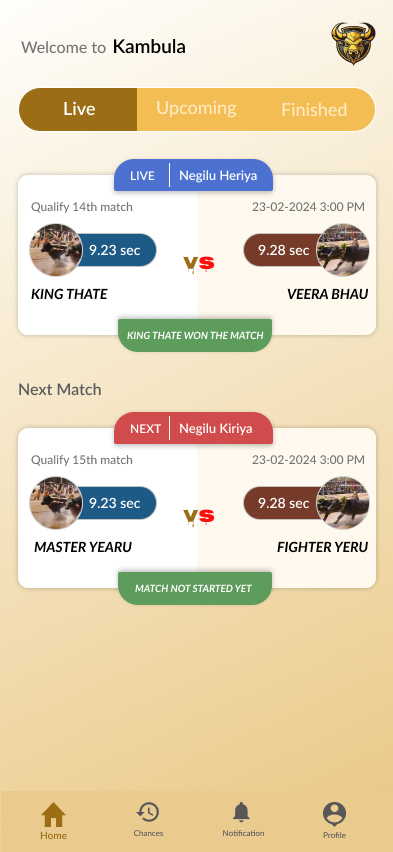 Welcome to Kambula
Live Upcoming Finished
LIVE Negilu Heriya
Qualify 14th match 23-02-2024 3:00 PM
9.23 sec VS 9.28 sec
KING THATE VEERA BHAU
KING THATE WON THE MATCH
Next Match
NEXT Negilu Kiriya
Qualify 15th match 23-02-2024 3:00 PM
9.23 sec VS 9.28 sec
MASTER YEARU FIGHTER YERU
MATCH NOT STARTED YET
Home Chances Notification Profile